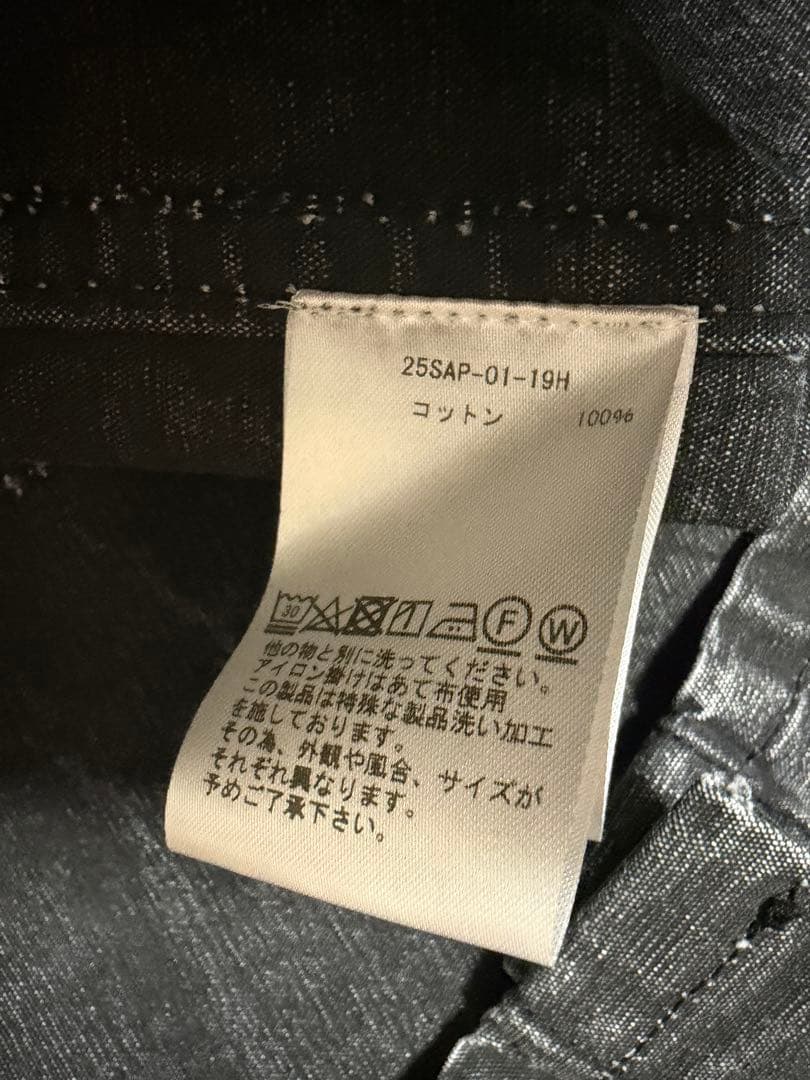 25SAP-01-19H
コットン 100%
30 F W
他の物と別に洗ってください。
アイロン掛けはあて布使用
この製品は特殊な製品洗い加工
を施しております。
その為、外観や風合、サイズが
それぞれ異なります。
予めご了承下さい。